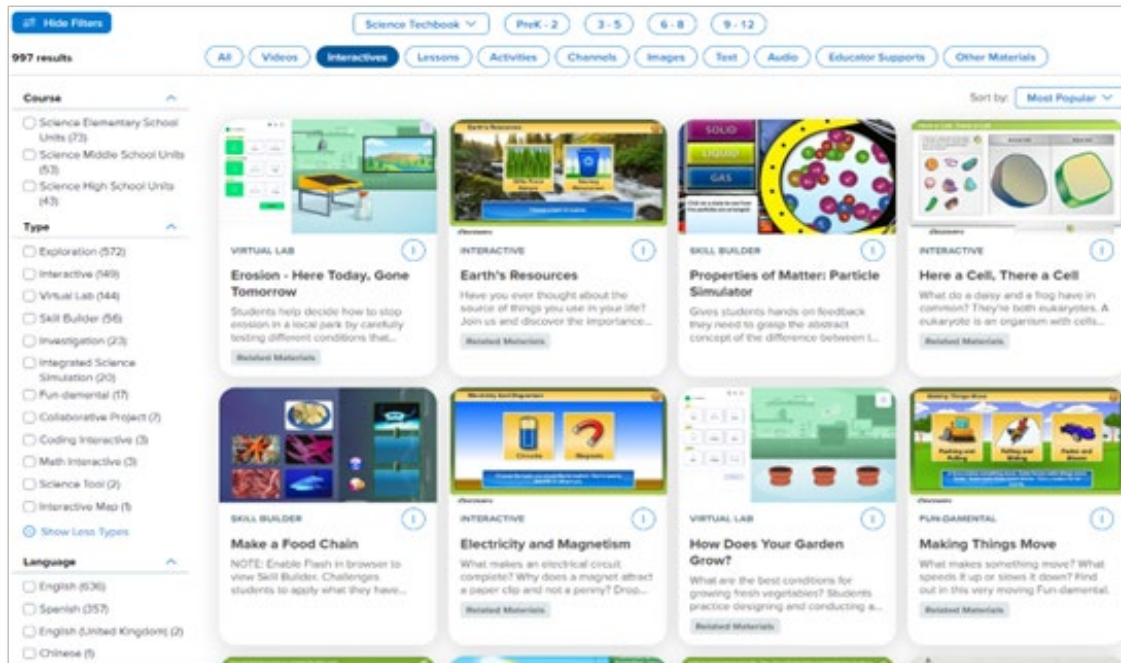 Hide Filters
Science Techbook
PreK - 2
3 - 5
6 - 8
9 - 12
997 results
All
Videos
Interactives
Lessons
Activities
Channels
Images
Text
Audio
Educator Supports
Other Materials
Sort by:
Most Popular
Course
Science Elementary School
Units (73)
Science Middle School Units
(53)
Science High School Units
(43)
Type
Exploration (572)
Interactive (149)
Virtual Lab (144)
Skill Builder (56)
Investigation (23)
Integrated Science
Simulation (20)
Fun-damental (17)
Collaborative Project (7)
Coding Interactive (3)
Math Interactive (3)
Science Tool (2)
Interactive Map (1)
Show Less Types
Language
English (636)
Spanish (357)
English (United Kingdom) (2)
Chinese (1)
VIRTUAL LAB
Erosion - Here Today, Gone
Tomorrow
Students help decide how to stop
erosion in a local park by carefully
testing different conditions that...
Related Materials
Earth's Resources
INTERACTIVE
Earth's Resources
Have you ever thought about the
source of things you use in your life?
Join us and discover the importance...
Related Materials
SOLID
LIQUID
GAS
SKILL BUILDER
Properties of Matter: Particle
Simulator
Gives students hands on feedback
they need to grasp the abstract
concept of the difference between l...
Here a Cell, There a Cell
INTERACTIVE
Here a Cell, There a Cell
What do a daisy and a frog have in
common? They're both eukaryotes. A
eukaryote is an organism with cells...
Related Materials
SKILL BUILDER
Make a Food Chain
NOTE: Enable Flash in browser to
view Skill Builder. Challenges
students to apply what they have...
Electricity and Magnetism
Circuits
Magnets
INTERACTIVE
Electricity and Magnetism
What makes an electrical circuit
complete? Why does a magnet attract
a paper clip and not a penny? Drop...
Related Materials
VIRTUAL LAB
How Does Your Garden
Grow?
What are the best conditions for
growing fresh vegetables? Students
practice designing and conducting a...
Related Materials
Making Things Move
Pushing and
Pulling
Falling and
Sliding
Faster and
Slower
FUN-DAMENTAL
Making Things Move
What makes something move? What
speeds it up or slows it down? Find
out in this very moving Fun-damental.
Related Materials